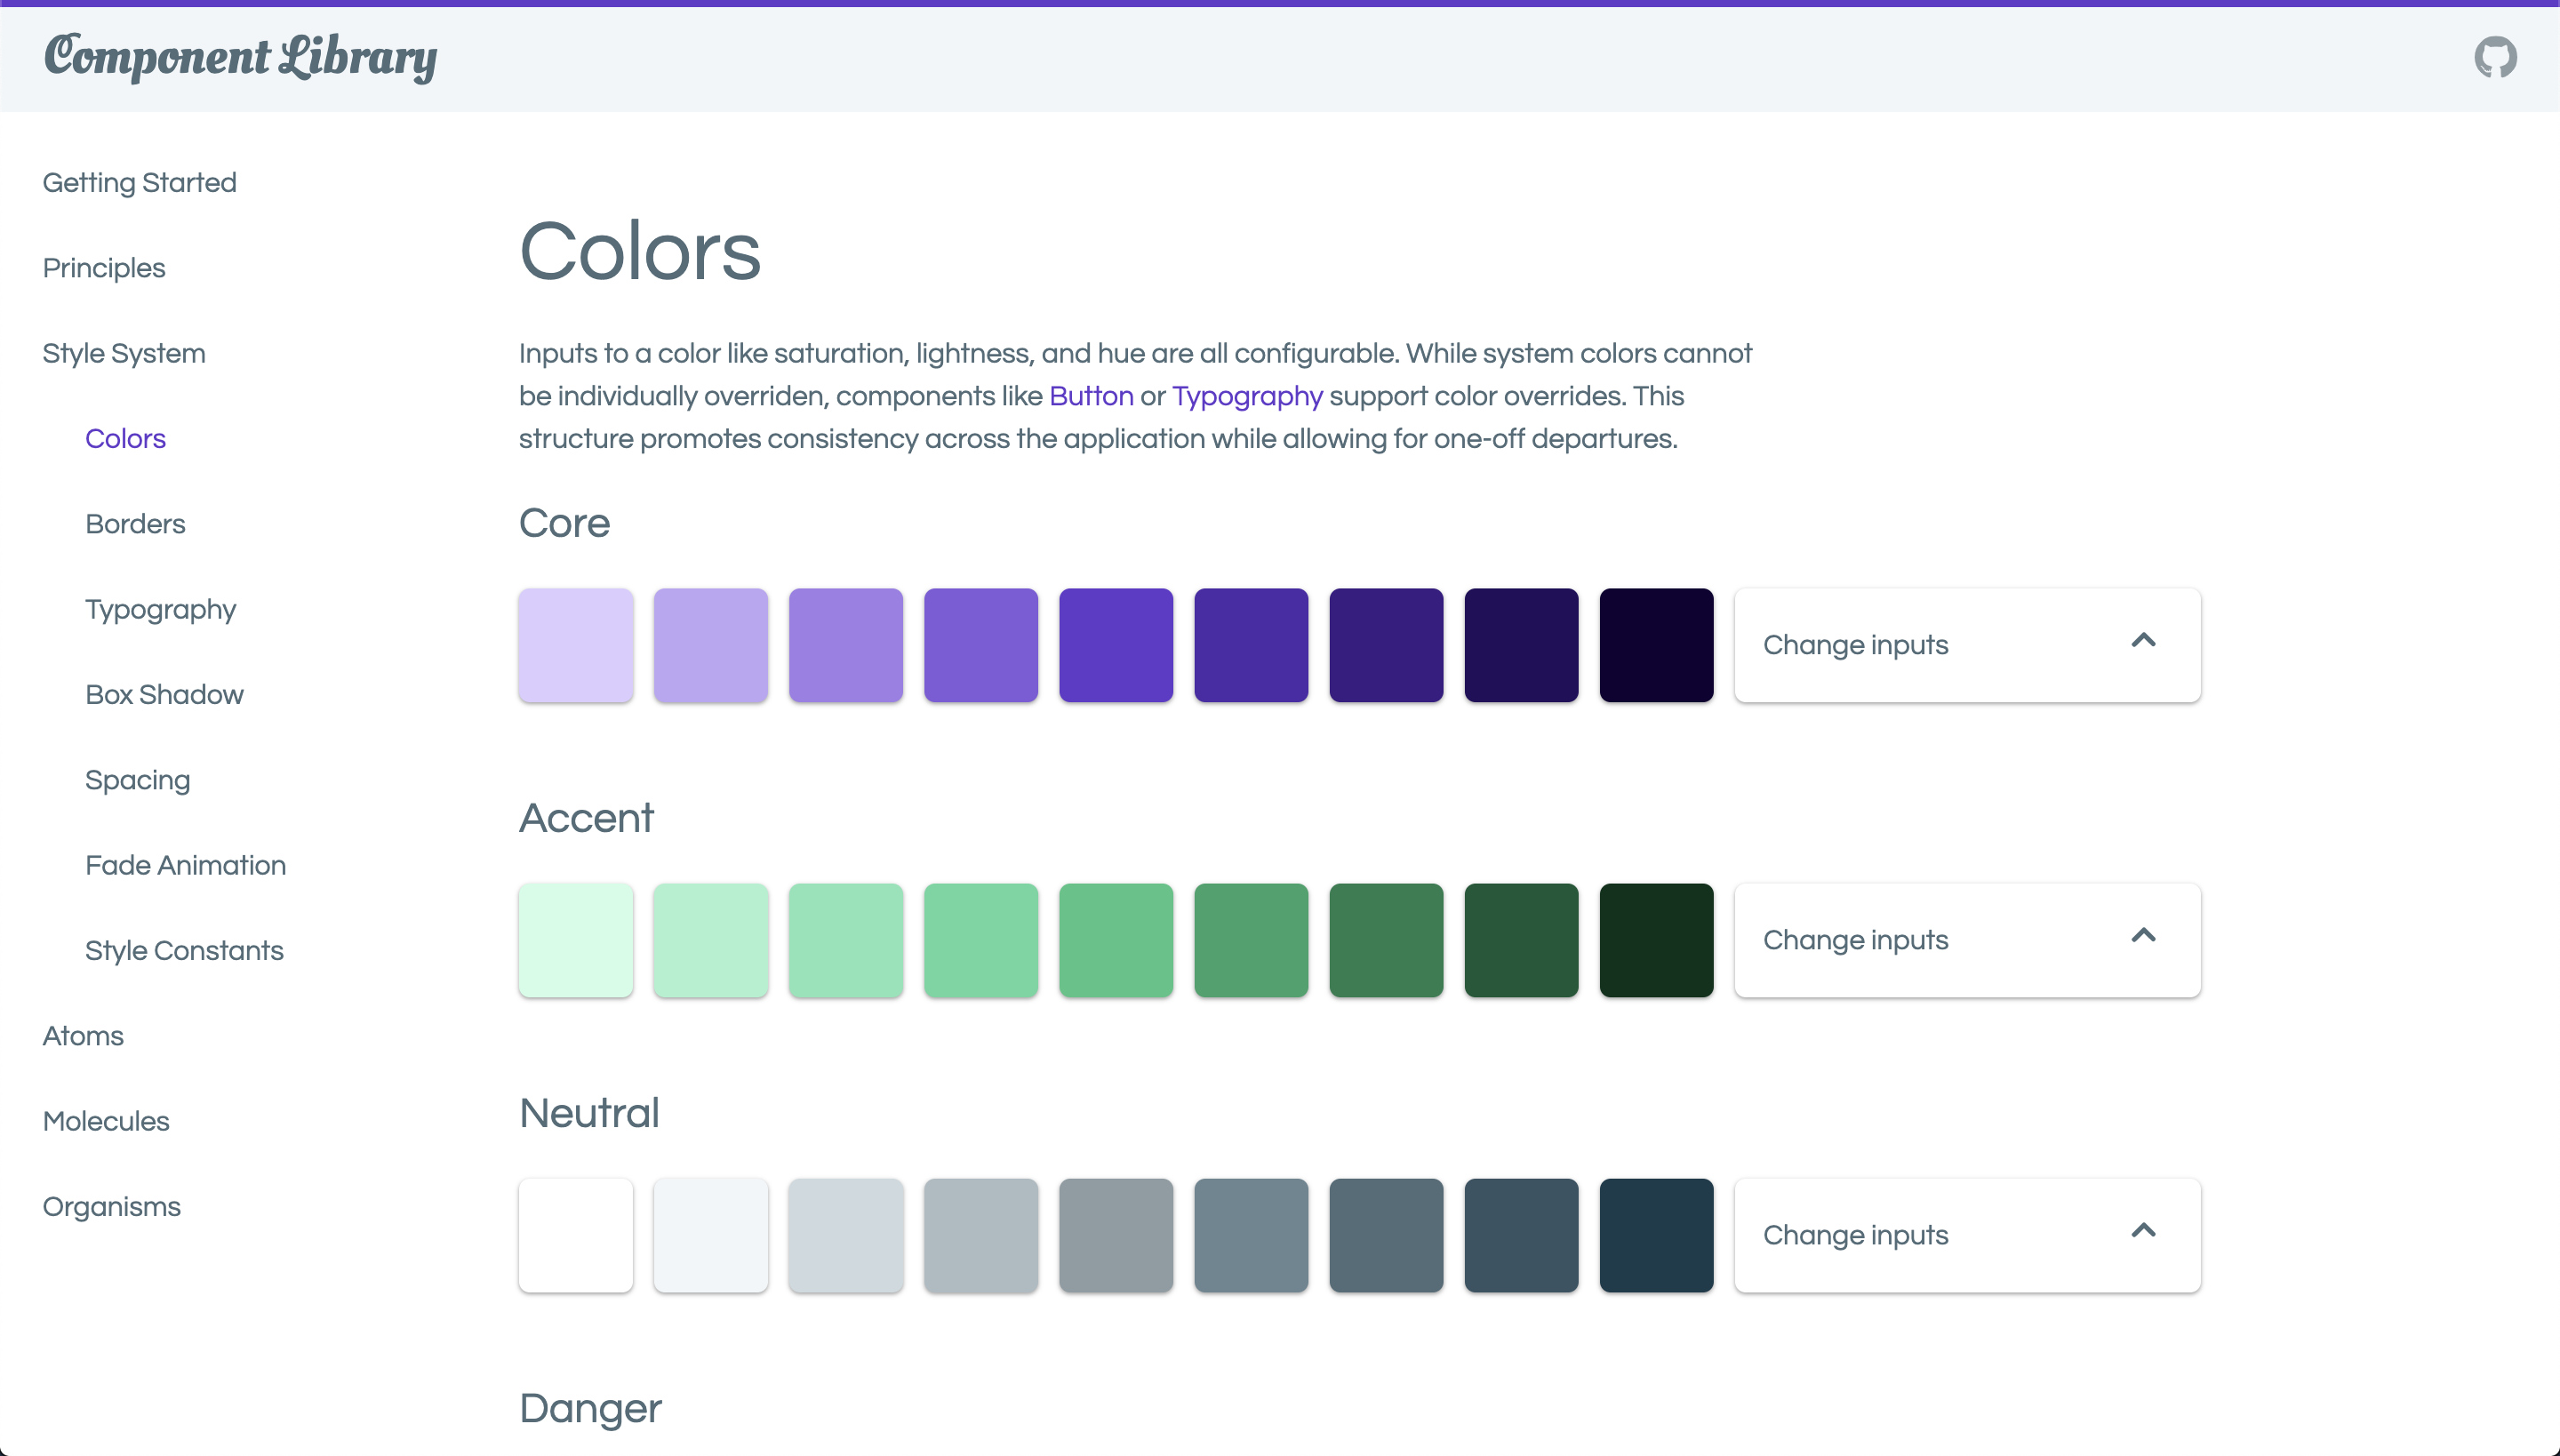 Component Library
Getting Started
Principles
Style System
Colors
Borders
Typography
Box Shadow
Spacing
Fade Animation
Style Constants
Atoms
Molecules
Organisms
Colors
Inputs to a color like saturation, lightness, and hue are all configurable. While system colors cannot
be individually overriden, components like Button or Typography support color overrides. This
structure promotes consistency across the application while allowing for one-off departures.
Core
Change inputs
Accent
Change inputs
Neutral
Change inputs
Danger